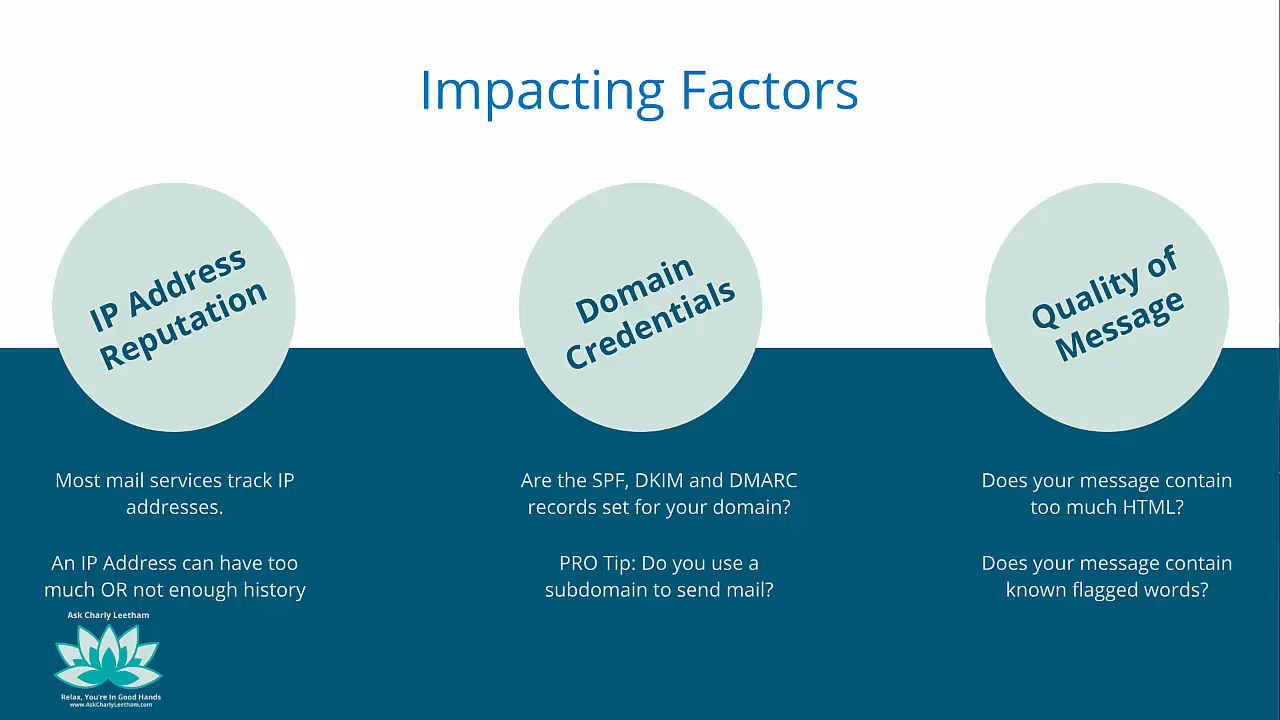 Impacting Factors
IP Address
Reputation
Domain
Credentials
Quality of
Message
Most mail services track IP
addresses.
An IP Address can have too
much OR not enough history
Are the SPF, DKIM and DMARC
records set for your domain?
PRO Tip: Do you use a
subdomain to send mail?
Does your message contain
too much HTML?
Does your message contain
known flagged words?
Ask Charly Leetham
Relax, You're In Good Hands
www.AskCharlyLeetham.com